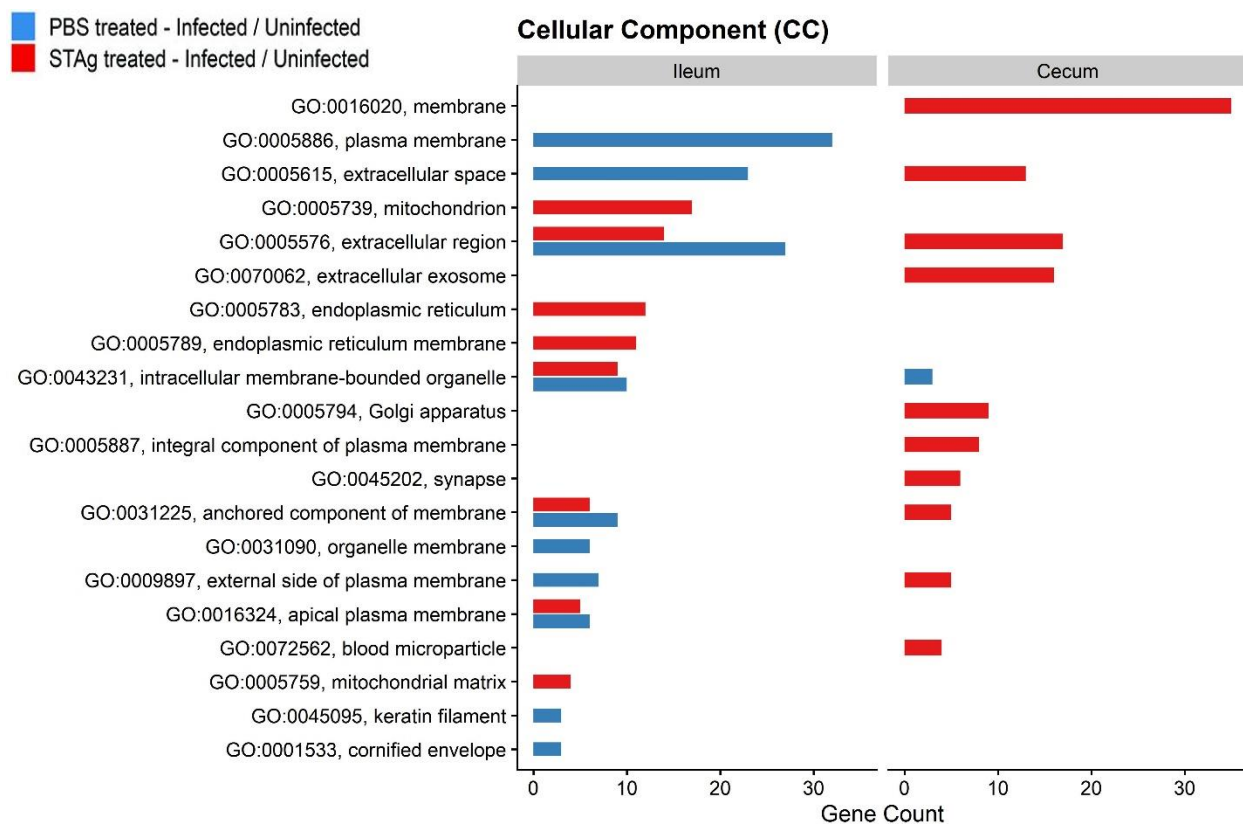 PBS treated - Infected / Uninfected
STAg treated - Infected / Uninfected
Cellular Component (CC)
Ileum
Cecum
GO:0016020, membrane
GO:0005886, plasma membrane
GO:0005615, extracellular space
GO:0005739, mitochondrion
GO:0005576, extracellular region
GO:0070062, extracellular exosome
GO:0005783, endoplasmic reticulum
GO:0005789, endoplasmic reticulum membrane
GO:0043231, intracellular membrane-bounded organelle
GO:0005794, Golgi apparatus
GO:0005887, integral component of plasma membrane
GO:0045202, synapse
GO:0031225, anchored component of membrane
GO:0031090, organelle membrane
GO:0009897, external side of plasma membrane
GO:0016324, apical plasma membrane
GO:0072562, blood microparticle
GO:0005759, mitochondrial matrix
GO:0045095, keratin filament
GO:0001533, cornified envelope
0 10 20 30
0 10 20 30
Gene Count